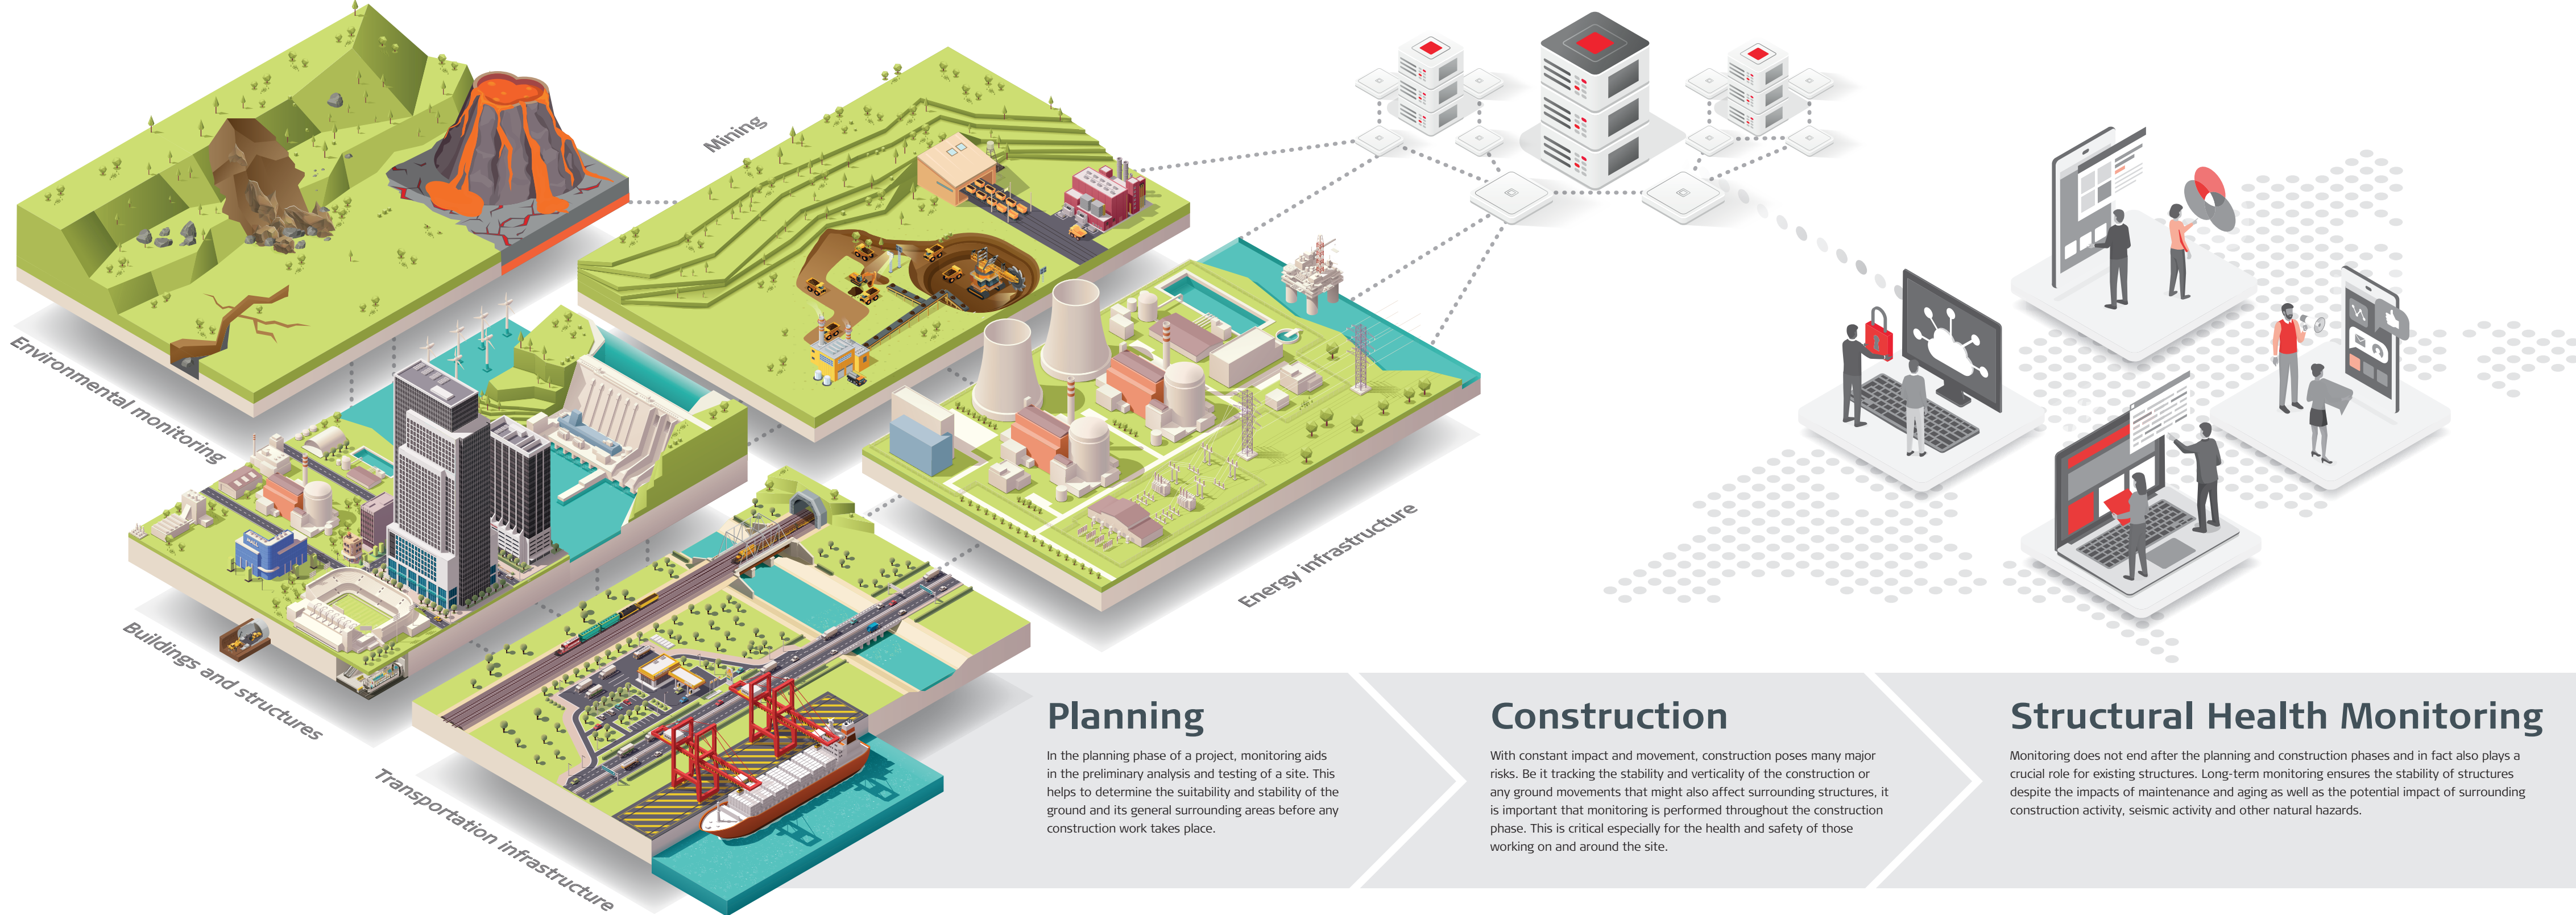 Mining
Environmental monitoring
Buildings and structures
Transportation infrastructure
Energy infrastructure
Planning
In the planning phase of a project, monitoring aids
in the preliminary analysis and testing of a site. This
helps to determine the suitability and stability of the
ground and its general surrounding areas before any
construction work takes place.
Construction
With constant impact and movement, construction poses many major
risks. Be it tracking the stability and verticality of the construction or
any ground movements that might also affect surrounding structures, it
is important that monitoring is performed throughout the construction
phase. This is critical especially for the health and safety of those
working on and around the site.
Structural Health Monitoring
Monitoring does not end after the planning and construction phases and in fact also plays a
crucial role for existing structures. Long-term monitoring ensures the stability of structures
despite the impacts of maintenance and aging as well as the potential impact of surrounding
construction activity, seismic activity and other natural hazards.